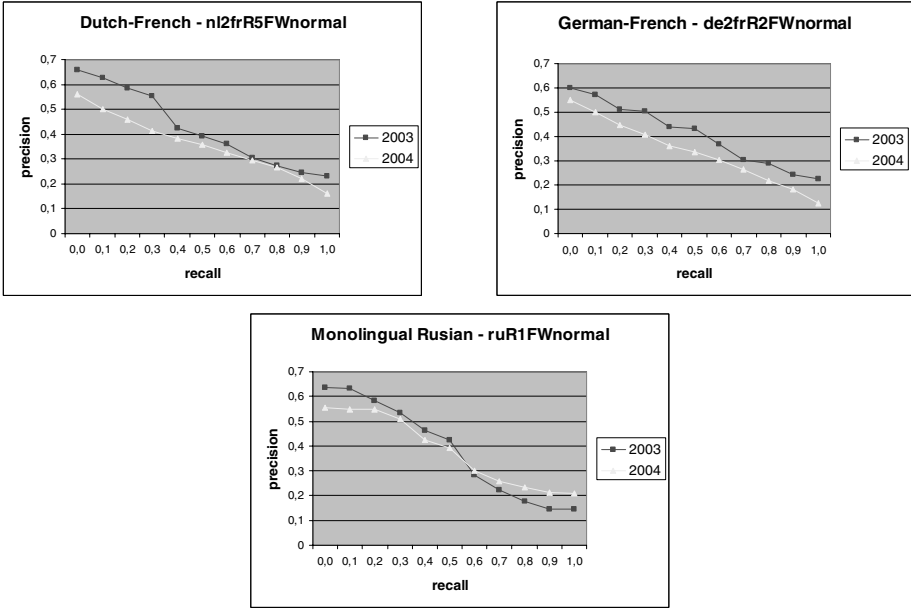 Dutch-French - nl2frR5FWnormal
0,7
0,6
0,5
0,4
0,3
0,2
0,1
0
precision
0,0 0,1 0,2 0,3 0,4 0,5 0,6 0,7 0,8 0,9 1,0
recall
2003
2004
German-French - de2frR2FWnormal
0,7
0,6
0,5
0,4
0,3
0,2
0,1
0
precision
0,0 0,1 0,2 0,3 0,4 0,5 0,6 0,7 0,8 0,9 1,0
recall
2003
2004
Monolingual Rusian - ruR1FWnormal
0,7
0,6
0,5
0,4
0,3
0,2
0,1
0
precision
0,0 0,1 0,2 0,3 0,4 0,5 0,6 0,7 0,8 0,9 1,0
recall
2003
2004